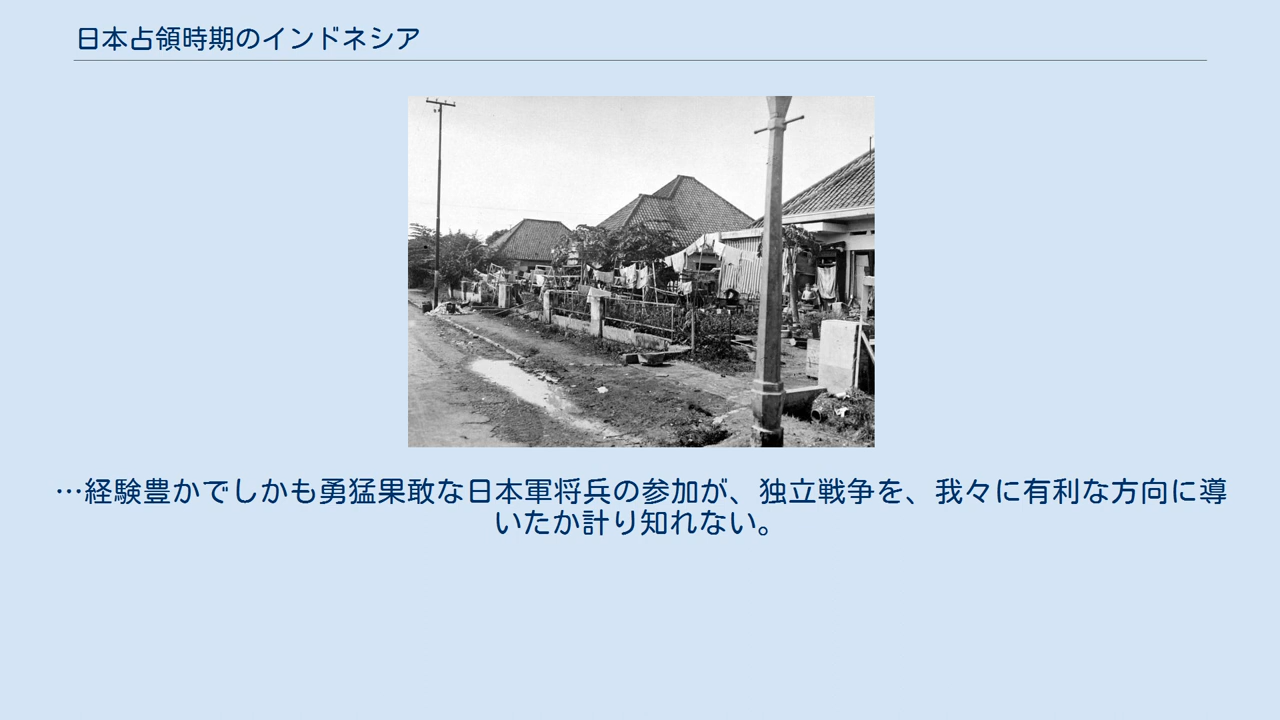 日本占領時期のインドネシア
…経験豊かでしかも勇猛果敢な日本軍将兵の参加が、独立戦争を、我々に有利な方向に導
いたか計り知れない。